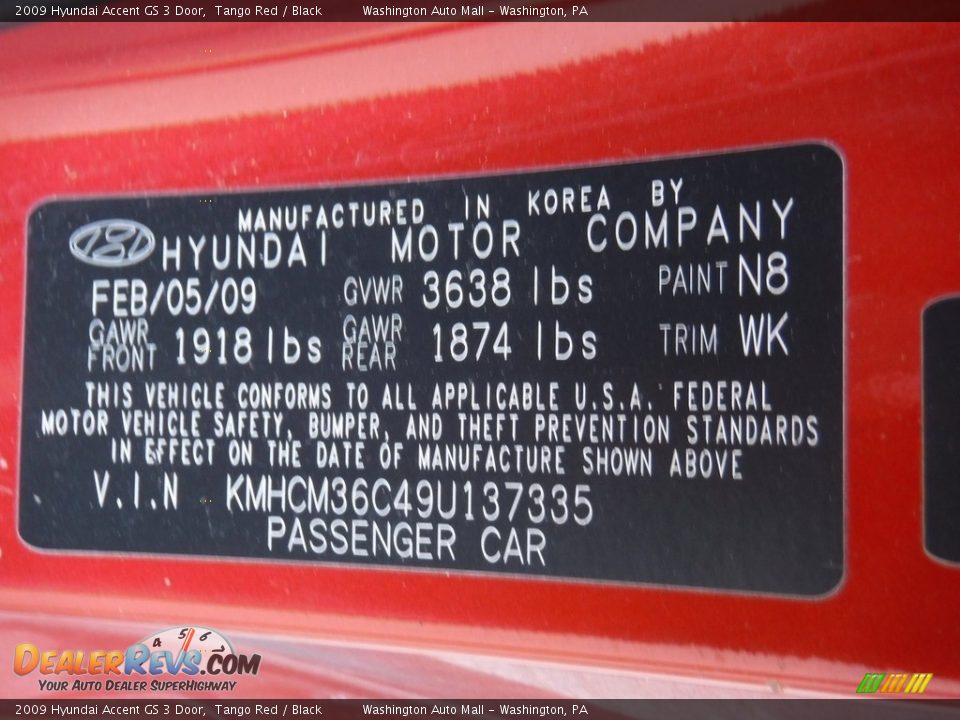 2009 Hyundai Accent GS 3 Door, Tango Red / Black Washington Auto Mall - Washington, PA
MANUFACTURED IN KOREA BY
HYUNDAI MOTOR COMPANY
FEB/05/09 GVWR 3638 lbs PAINT N8
GAWR FRONT 1918 lbs GAWR REAR 1874 lbs TRIM WK
THIS VEHICLE CONFORMS TO ALL APPLICABLE U.S.A. FEDERAL
MOTOR VEHICLE SAFETY, BUMPER, AND THEFT PREVENTION STANDARDS
IN EFFECT ON THE DATE OF MANUFACTURE SHOWN ABOVE
V.I.N KMHCM36C49U137335
PASSENGER CAR
4 5 6
DEALERREVS.COM
YOUR AUTO DEALER SUPERHIGHWAY
2009 Hyundai Accent GS 3 Door, Tango Red / Black Washington Auto Mall - Washington, PA